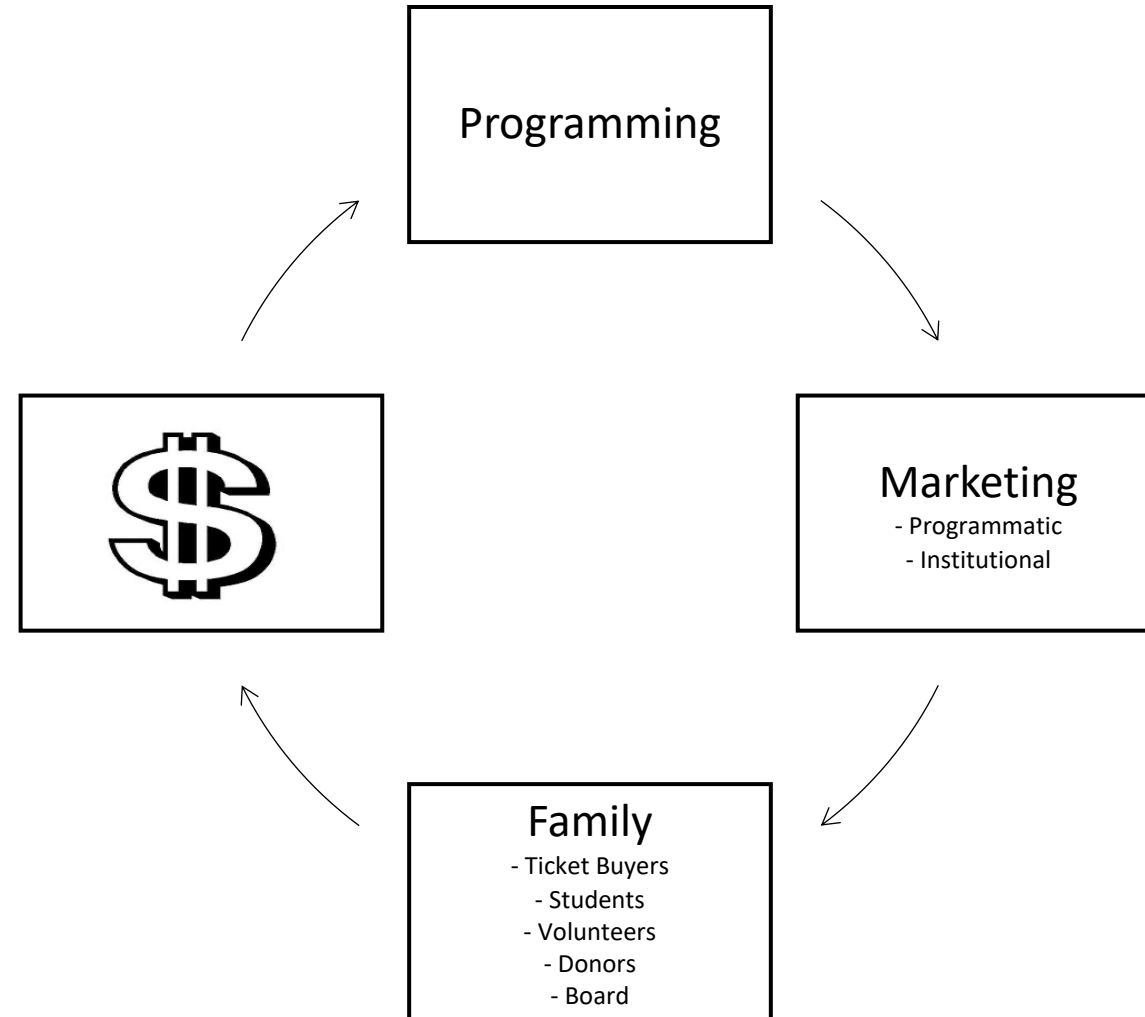 Programming
$
Marketing
- Programmatic
- Institutional
Family
- Ticket Buyers
- Students
- Volunteers
- Donors
- Board